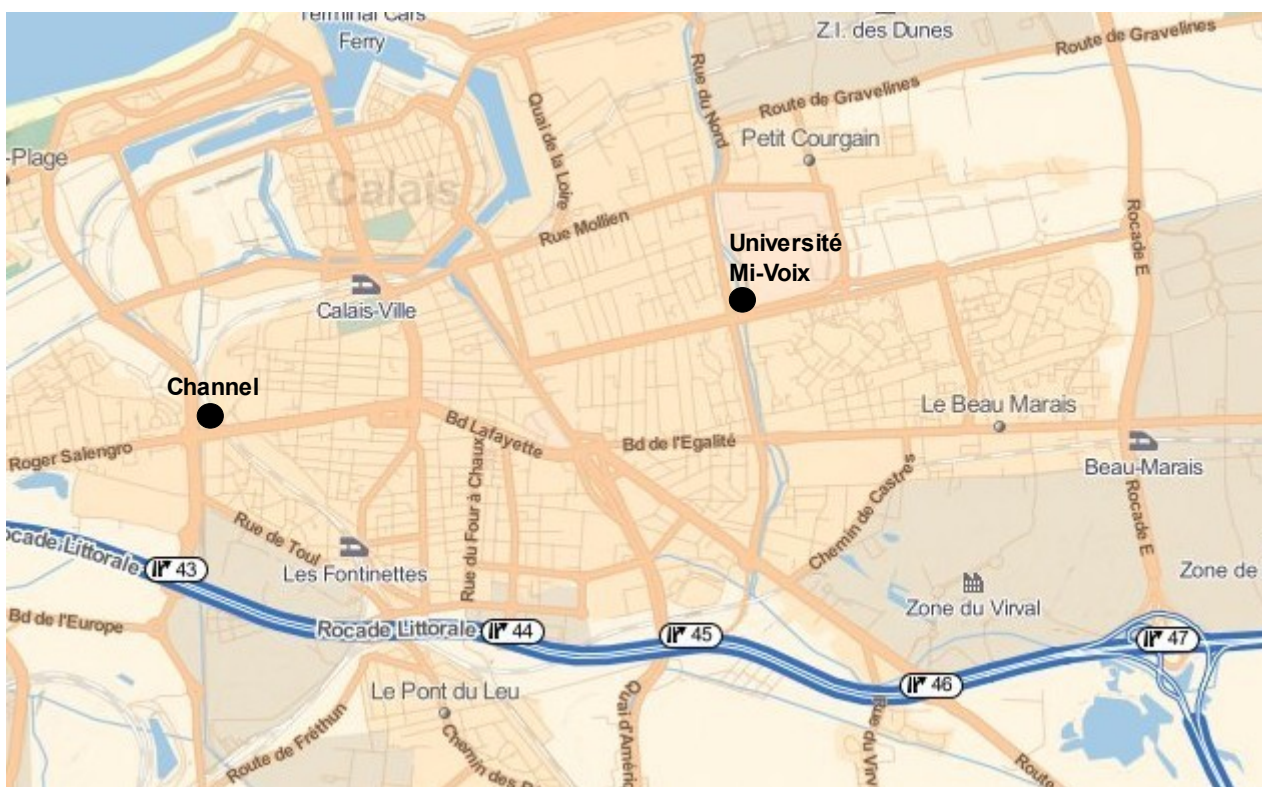 Terminal Cars
Ferry
Z.I. des Dunes
Route de Gravelines
Rue du Nord
Quai de la Loire
Route de Gravelines
Petit Courgain
-Plage
Calais
Rue Mollien
Rocade E
Université
Mi-Voix
Calais-Ville
Channel
Le Beau Marais
Bd Lafayette
Bd de l'Egalité
Roger Salengro
Beau-Marais
Rue du Four à Chaux
Chemin de Castres
Rocade E
Rue de Toul
ocade Littorale
43
Les Fontinettes
Zone de
Zone du Virval
Bd de l'Europe
Rocade Littorale
44
45
47
46
Le Pont du Leu
Quai d'Améric
Rue du Virv
Route de Fréthun
Chemin des
Route